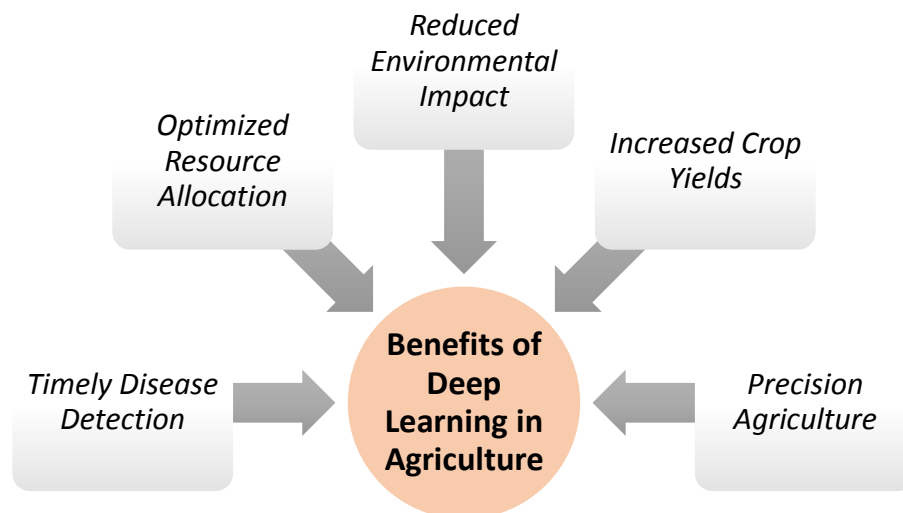 Reduced
Environmental
Impact
Optimized
Resource
Allocation
Increased Crop
Yields
Timely Disease
Detection
Benefits of
Deep
Learning in
Agriculture
Precision
Agriculture